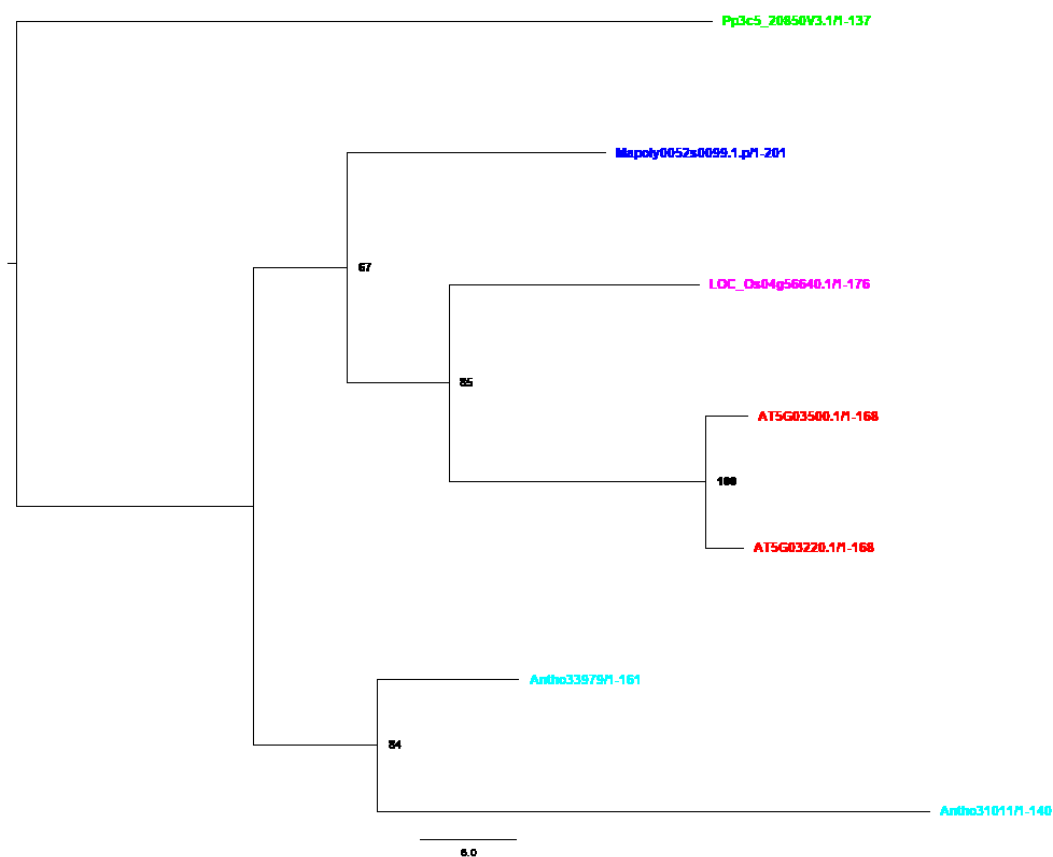 Pp3c5_20850V3.1/1-137
Mapoly0052s0099.1.p/1-201
67
LOC_Os04g56640.1/1-176
85
AT5G03500.1/1-168
100
AT5G03220.1/1-168
Antho33979/1-161
84
Antho31011/1-140
6.0